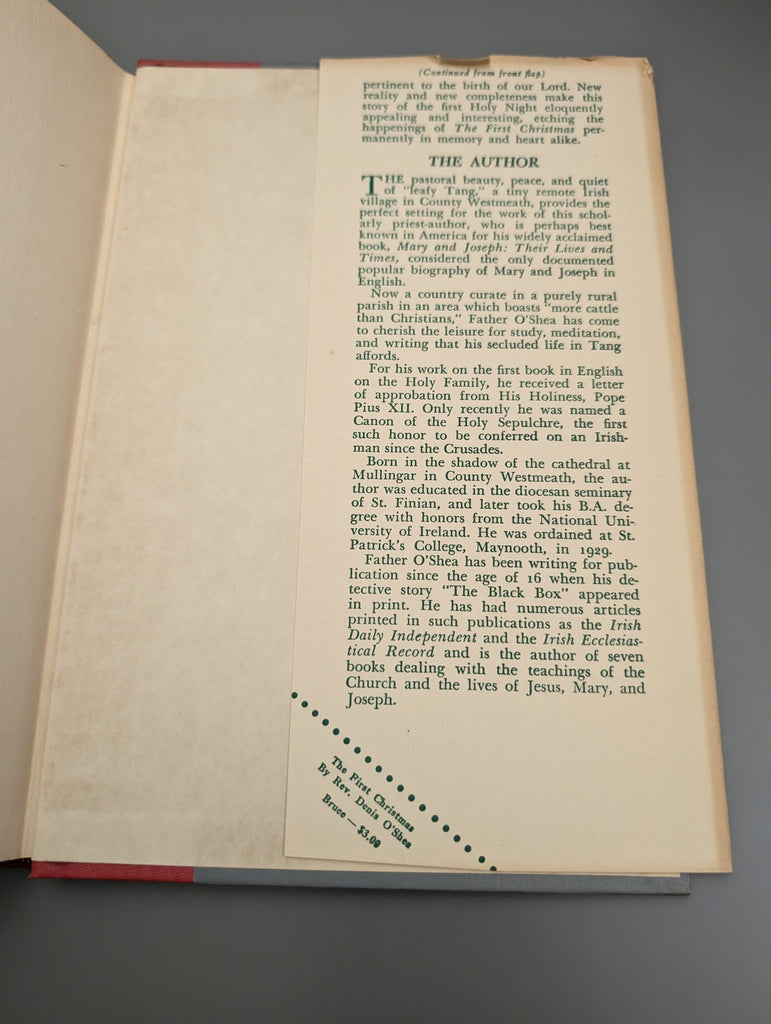 (Continued from front flap)
pertinent to the birth of our Lord. New
reality and new completeness make this
story of the first Holy Night eloquently
appealing and interesting, etching the
happenings of The First Christmas per-
manently in memory and heart alike.
THE AUTHOR
THE pastoral beauty, peace, and quiet
of "leafy Tang," a tiny remote Irish
village in County Westmeath, provides the
perfect setting for the work of this schol-
arly priest-author, who is perhaps best
known in America for his widely acclaimed
book, Mary and Joseph: Their Lives and
Times, considered the only documented
popular biography of Mary and Joseph in
English.
Now a country curate in a purely rural
parish in an area which boasts "more cattle
than Christians," Father O'Shea has come
to cherish the leisure for study, meditation,
and writing that his secluded life in Tang
affords.
For his work on the first book in English
on the Holy Family, he received a letter
of approbation from His Holiness, Pope
Pius XII. Only recently he was named a
Canon of the Holy Sepulchre, the first
such honor to be conferred on an Irish-
man since the Crusades.
Born in the shadow of the cathedral at
Mullingar in County Westmeath, the au-
thor was educated in the diocesan seminary
of St. Finian, and later took his B.A. de-
gree with honors from the National Uni-
versity of Ireland. He was ordained at St.
Patrick's College, Maynooth, in 1929.
Father O'Shea has been writing for pub-
lication since the age of 16 when his de-
tective story "The Black Box" appeared
in print. He has had numerous articles
printed in such publications as the Irish
Daily Independent and the Irish Ecclesias-
tical Record and is the author of seven
books dealing with the teachings of the
Church and the lives of Jesus, Mary, and
Joseph.
The First Christmas
By Rev. Denis O'Shea
Bruce — $3.00